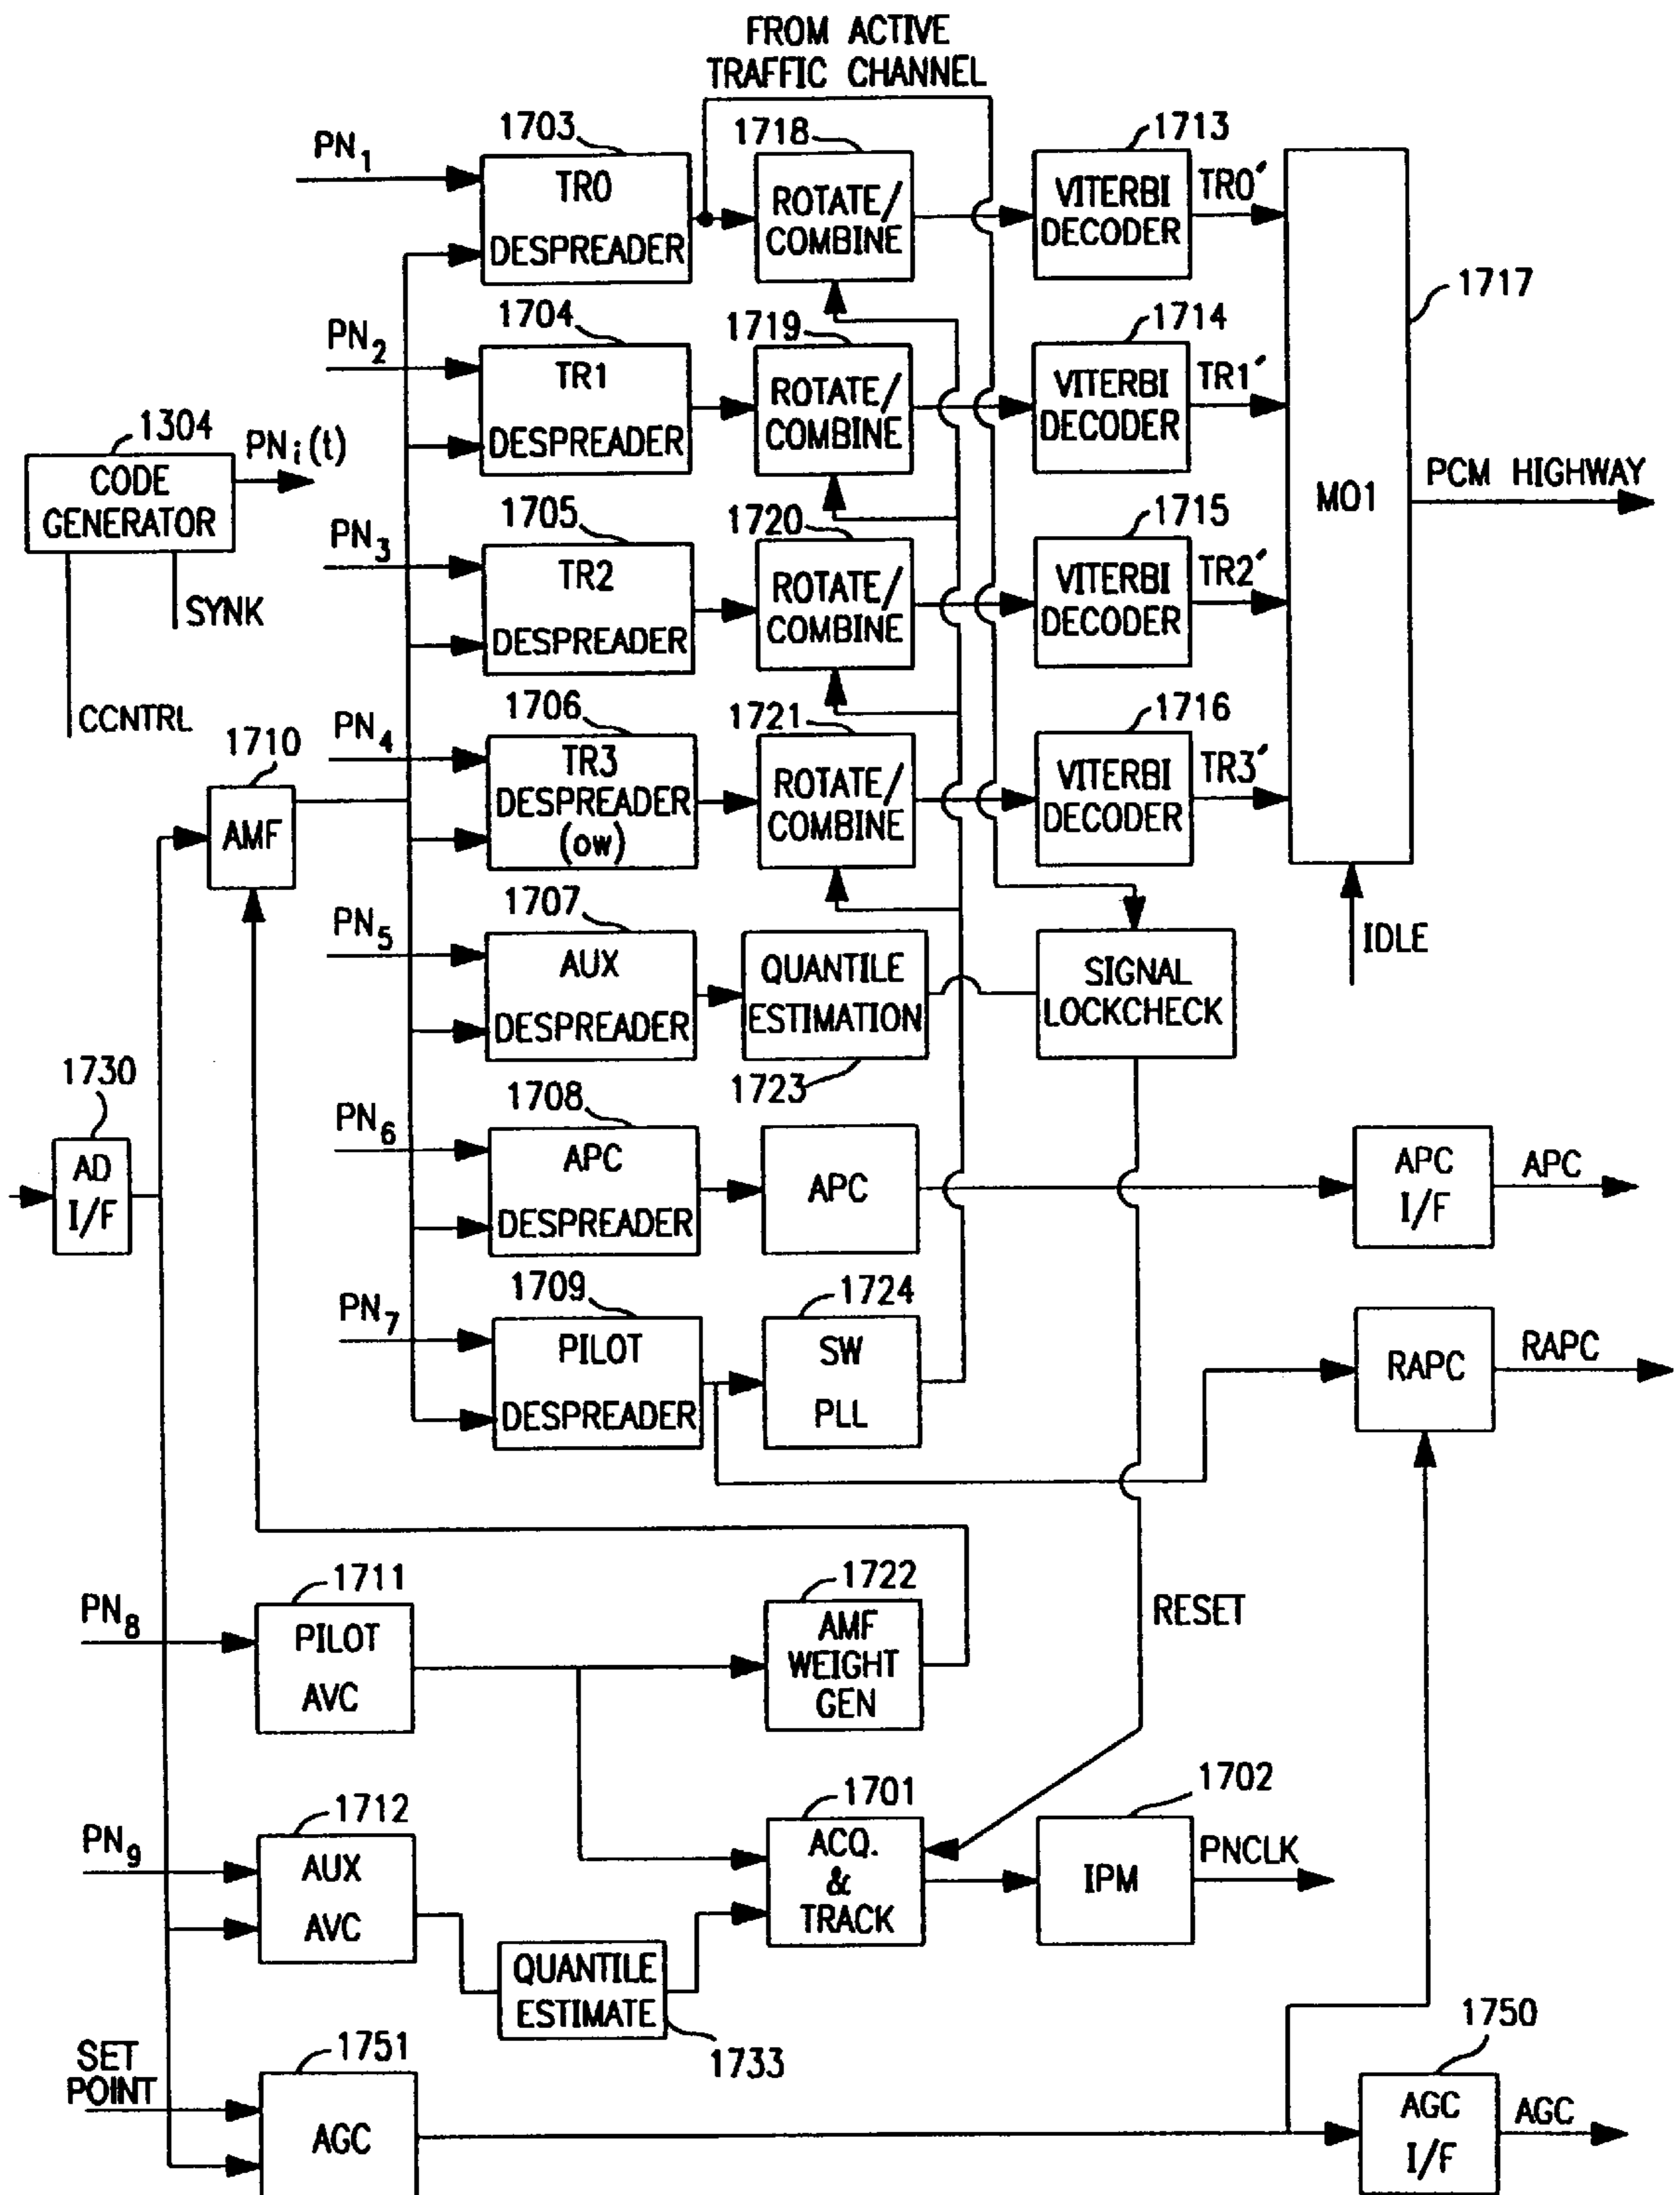 FROM ACTIVE
TRAFFIC CHANNEL
PN1
1703
TR0
DESPREADER
1718
ROTATE/
COMBINE
1713
VITERBI
DECODER
TR0′
1717
MO1
PCM HIGHWAY
IDLE
PN2
1704
TR1
DESPREADER
1719
ROTATE/
COMBINE
1714
VITERBI
DECODER
TR1′
1304
CODE
GENERATOR
PNi(t)
SYNK
CCNTRL
PN3
1705
TR2
DESPREADER
1720
ROTATE/
COMBINE
1715
VITERBI
DECODER
TR2′
PN4
1706
TR3
DESPREADER
(OW)
1721
ROTATE/
COMBINE
1716
VITERBI
DECODER
TR3′
1710
AMF
PN5
1707
AUX
DESPREADER
QUANTILE
ESTIMATION
1723
SIGNAL
LOCKCHECK
1730
AD
I/F
PN6
1708
APC
DESPREADER
APC
APC
I/F
APC
PN7
1709
PILOT
DESPREADER
1724
SW
PLL
RAPC
RAPC
PN8
1711
PILOT
AVC
1722
AMF
WEIGHT
GEN
RESET
PN9
1712
AUX
AVC
QUANTILE
ESTIMATE
1733
1701
ACQ.
&
TRACK
1702
IPM
PNCLK
SET
POINT
1751
AGC
1750
AGC
I/F
AGC